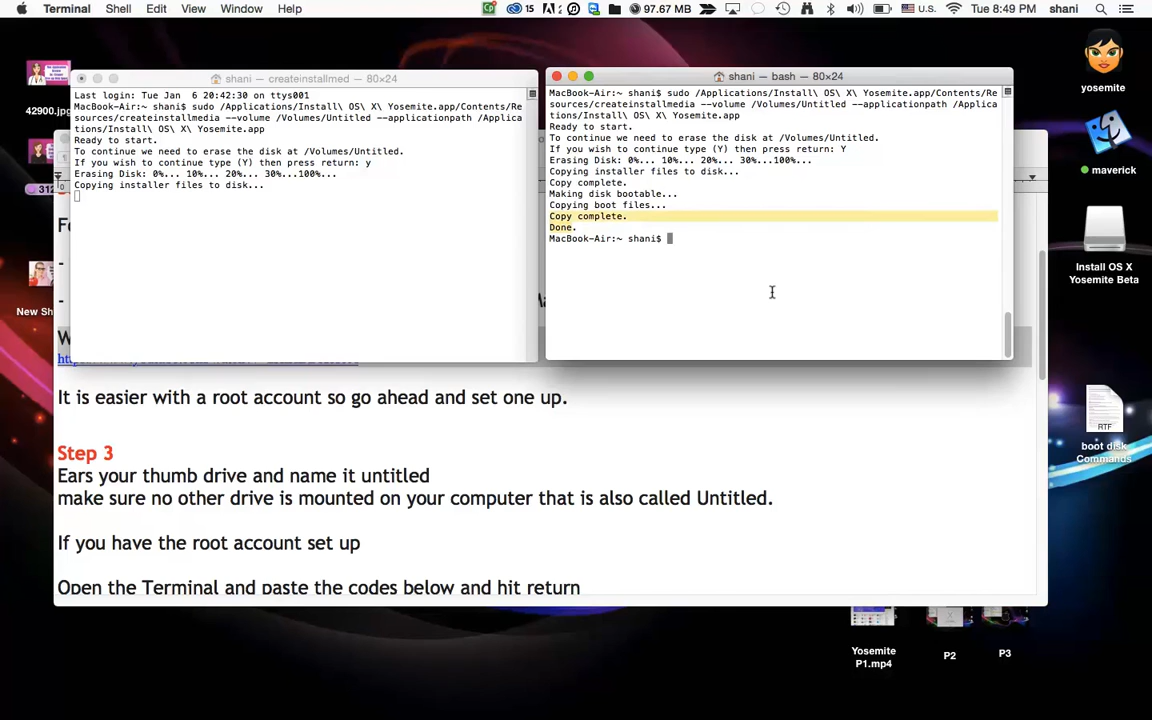 Terminal Shell Edit View Window Help 15 97.67 MB U.S. Tue 8:49 PM shani
shani — createinstallmed — 80×24
Last login: Tue Jan  6 20:42:30 on ttys001
MacBook-Air:~ shani$ sudo /Applications/Install\ OS\ X\ Yosemite.app/Contents/Re
sources/createinstallmedia --volume /Volumes/Untitled --applicationpath /Applica
tions/Install\ OS\ X\ Yosemite.app
Ready to start.
To continue we need to erase the disk at /Volumes/Untitled.
If you wish to continue type (Y) then press return: y
Erasing Disk: 0%... 10%... 20%... 30%...100%...
Copying installer files to disk...
shani — bash — 80×24
MacBook-Air:~ shani$ sudo /Applications/Install\ OS\ X\ Yosemite.app/Contents/Re
sources/createinstallmedia --volume /Volumes/Untitled --applicationpath /Applica
tions/Install\ OS\ X\ Yosemite.app
Ready to start.
To continue we need to erase the disk at /Volumes/Untitled.
If you wish to continue type (Y) then press return: Y
Erasing Disk: 0%... 10%... 20%... 30%...100%...
Copying installer files to disk...
Copy complete.
Making disk bootable...
Copying boot files...
Copy complete.
Done.
MacBook-Air:~ shani$
42900.jpg
312
New Sh
It is easier with a root account so go ahead and set one up.
Step 3
Ears your thumb drive and name it untitled
make sure no other drive is mounted on your computer that is also called Untitled.
If you have the root account set up
Open the Terminal and paste the codes below and hit return
yosemite
maverick
Install OS X
Yosemite Beta
RTF
boot disk
Commands
Yosemite
P1.mp4
P2
P3